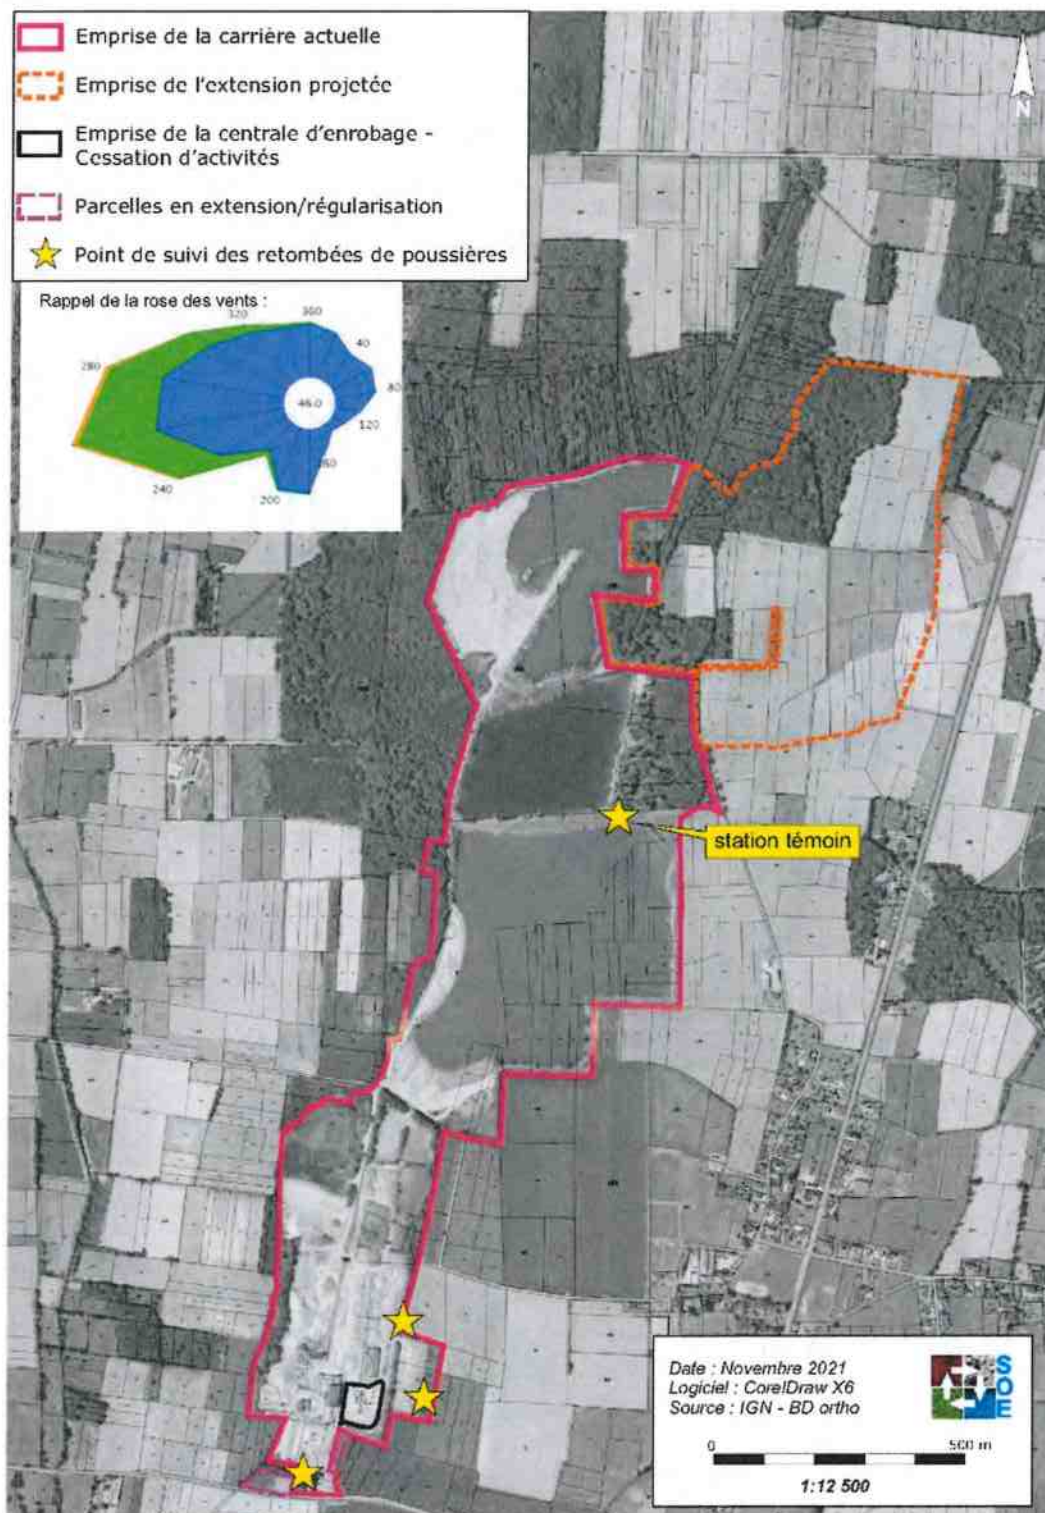 Emprise de la carrière actuelle
Emprise de l'extension projetée
Emprise de la centrale d'enrobage -
Cessation d'activités
Parcelles en extension/régularisation
Point de suivi des retombées de poussières
N
Rappel de la rose des vents :
320
360
40
280
80
46.0
120
160
240
200
station témoin
Date : Novembre 2021
Logiciel : CorelDraw X6
Source : IGN - BD ortho
SOE
0
500 m
1:12 500